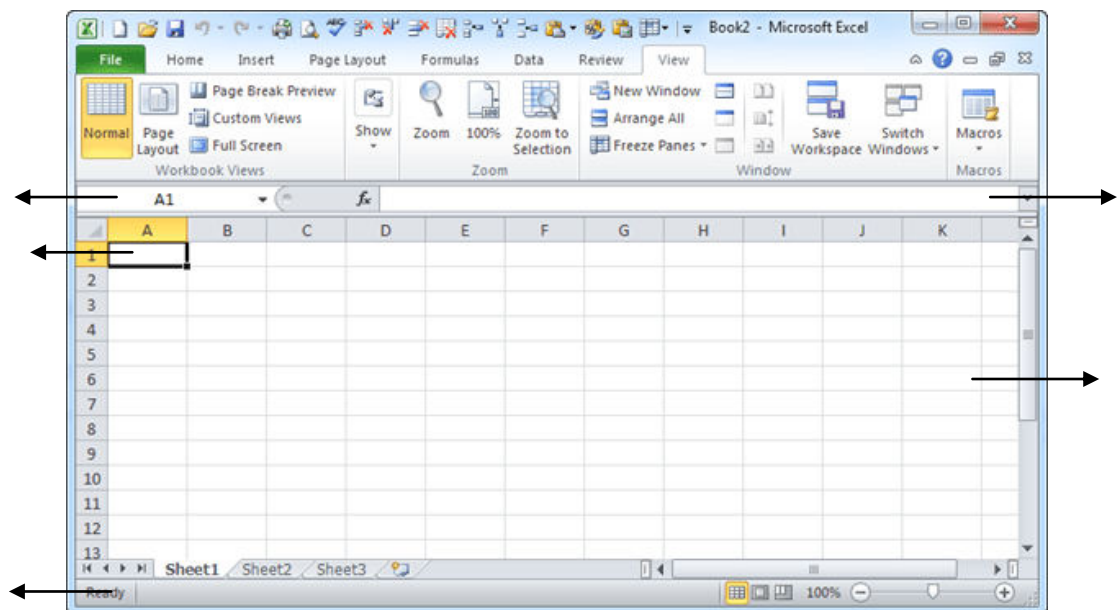 Book2 - Microsoft Excel
File Home Insert Page Layout Formulas Data Review View
Normal Page Layout Page Break Preview Custom Views Full Screen Show Zoom 100% Zoom to Selection New Window Arrange All Freeze Panes Save Workspace Switch Windows Macros
Workbook Views Zoom Window Macros
A1 fx
A B C D E F G H I J K
1
2
3
4
5
6
7
8
9
10
11
12
13
Sheet1 Sheet2 Sheet3
Ready 100%